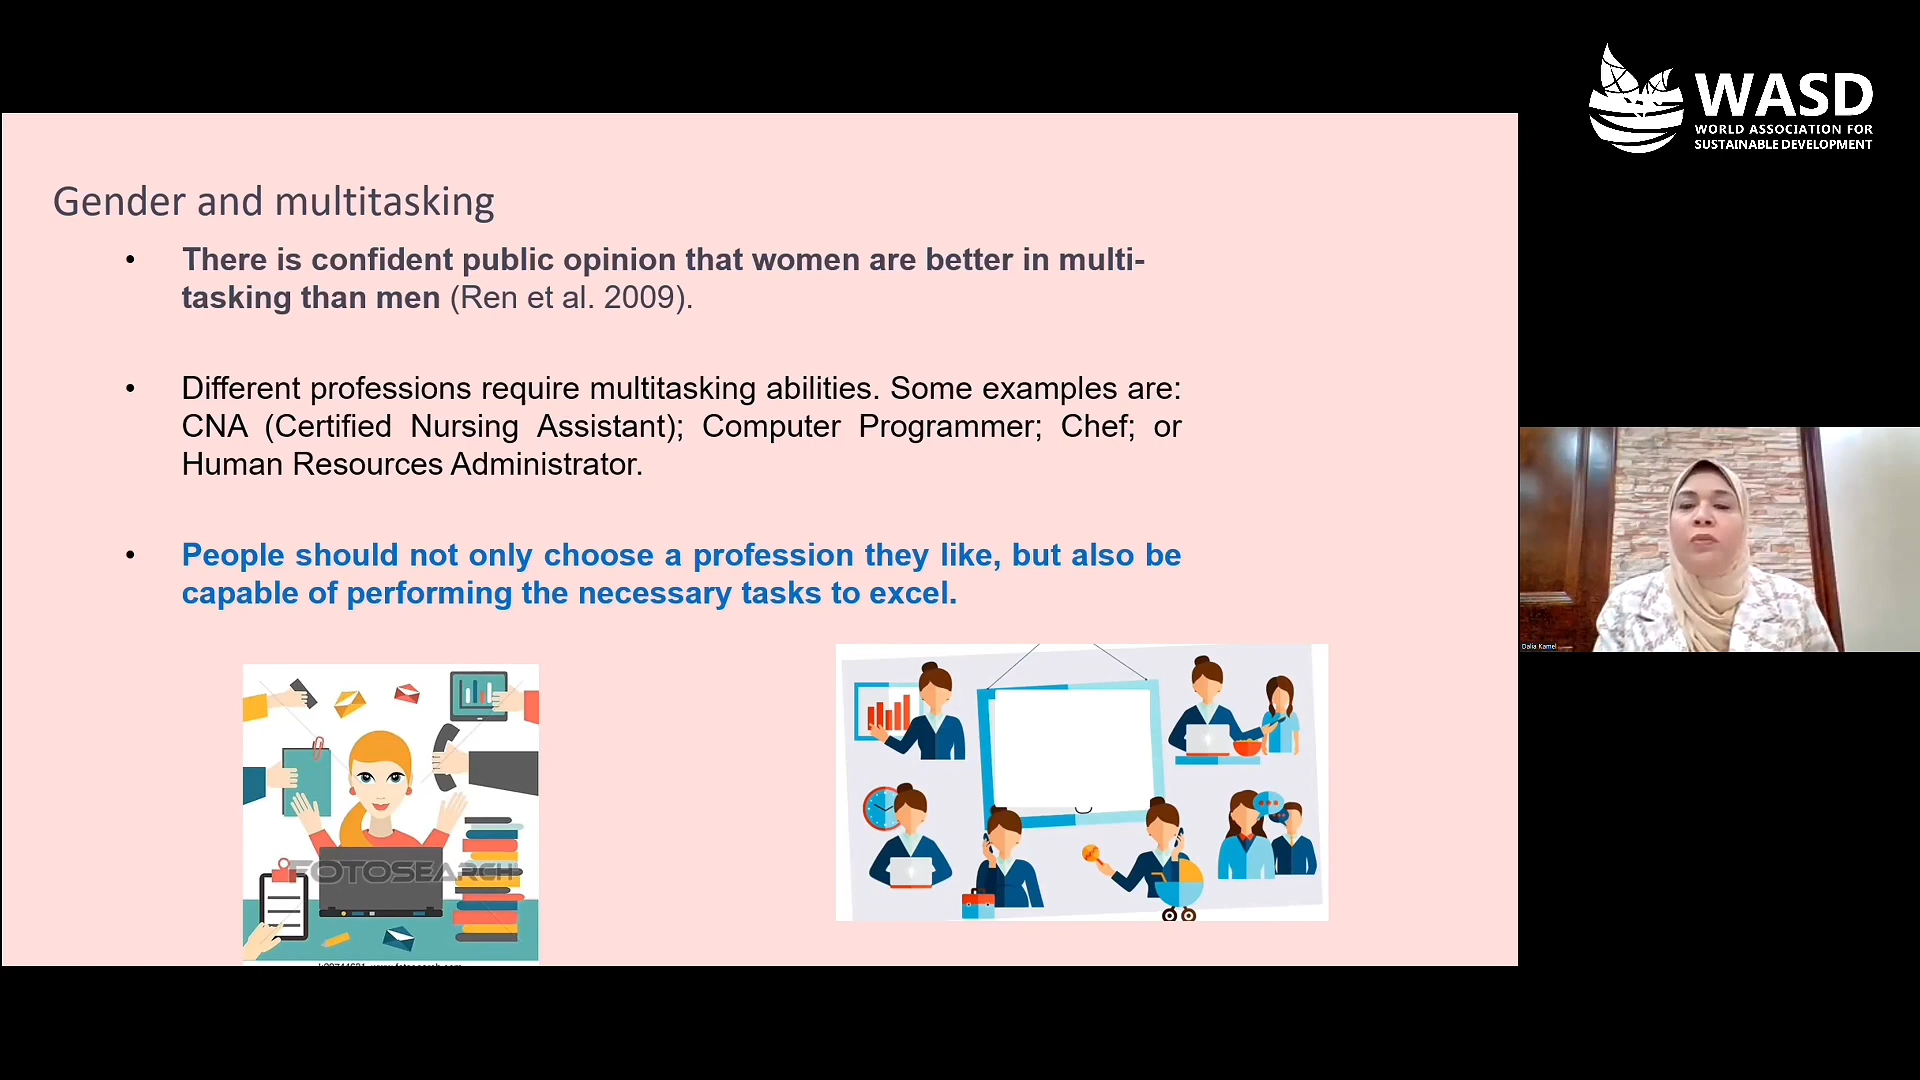 WASD
WORLD ASSOCIATION FOR
SUSTAINABLE DEVELOPMENT
Gender and multitasking
• There is confident public opinion that women are better in multi-
tasking than men (Ren et al. 2009).
• Different professions require multitasking abilities. Some examples are:
CNA (Certified Nursing Assistant); Computer Programmer; Chef; or
Human Resources Administrator.
• People should not only choose a profession they like, but also be
capable of performing the necessary tasks to excel.
Dalia Kamel
FOTOSEARCH